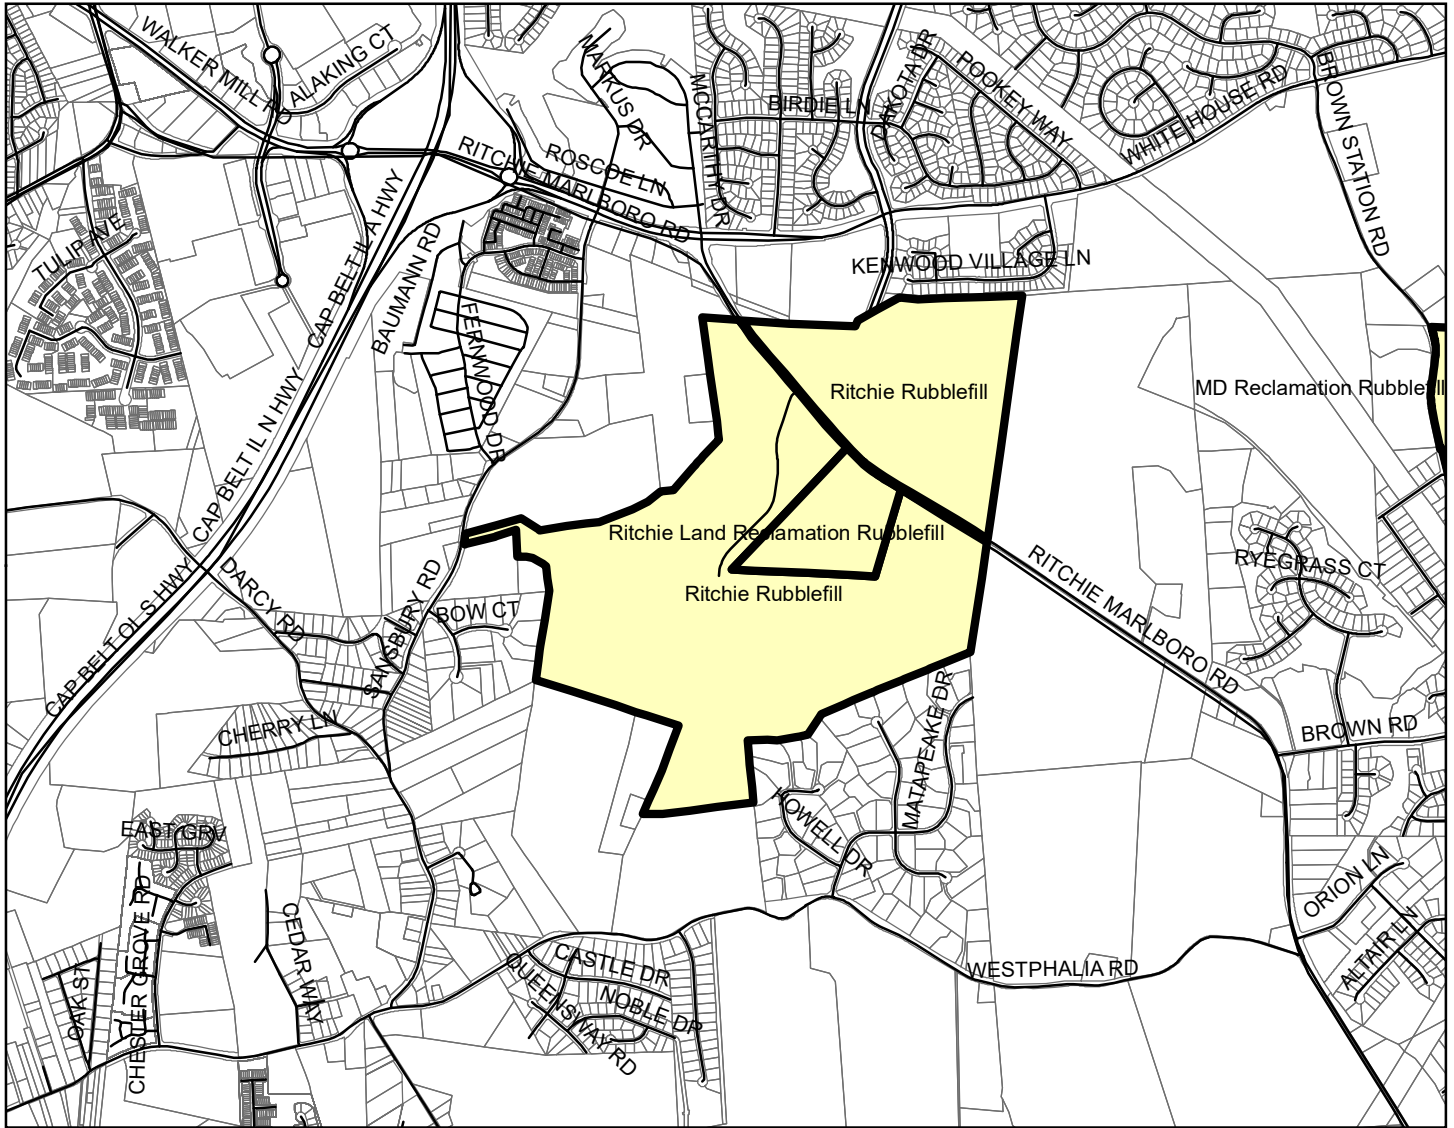 WALKER MILL RD
ALAKING CT
MARKUS DR
MCCARTHY DR
BIRDIE LN
DAKOTA DR
POOKEY WAY
WHITE HOUSE RD
BROWN STATION RD
RITCHIE MARLBORO RD
ROSCOE LN
TULIP AVE
CAP BELT IL A HWY
BAUMANN RD
KENWOOD VILLAGE LN
FERNWOOD DR
Ritchie Rubblefill
MD Reclamation Rubblefill
CAP BELT IL N HWY
Ritchie Land Reclamation Rubblefill
Ritchie Rubblefill
CAP BELT OL S HWY
DARCY RD
SANSBURY RD
BOW CT
RITCHIE MARLBORO RD
RYEGRASS CT
CHERRY LN
MATAPEAKE DR
BROWN RD
HOWELL DR
EAST GRV
CHESTER GROVE RD
CEDAR WAY
OAK ST
CASTLE DR
QUEENSWAY RD
NOBLE DR
WESTPHALIA RD
ORION LN
ALTAIR LN